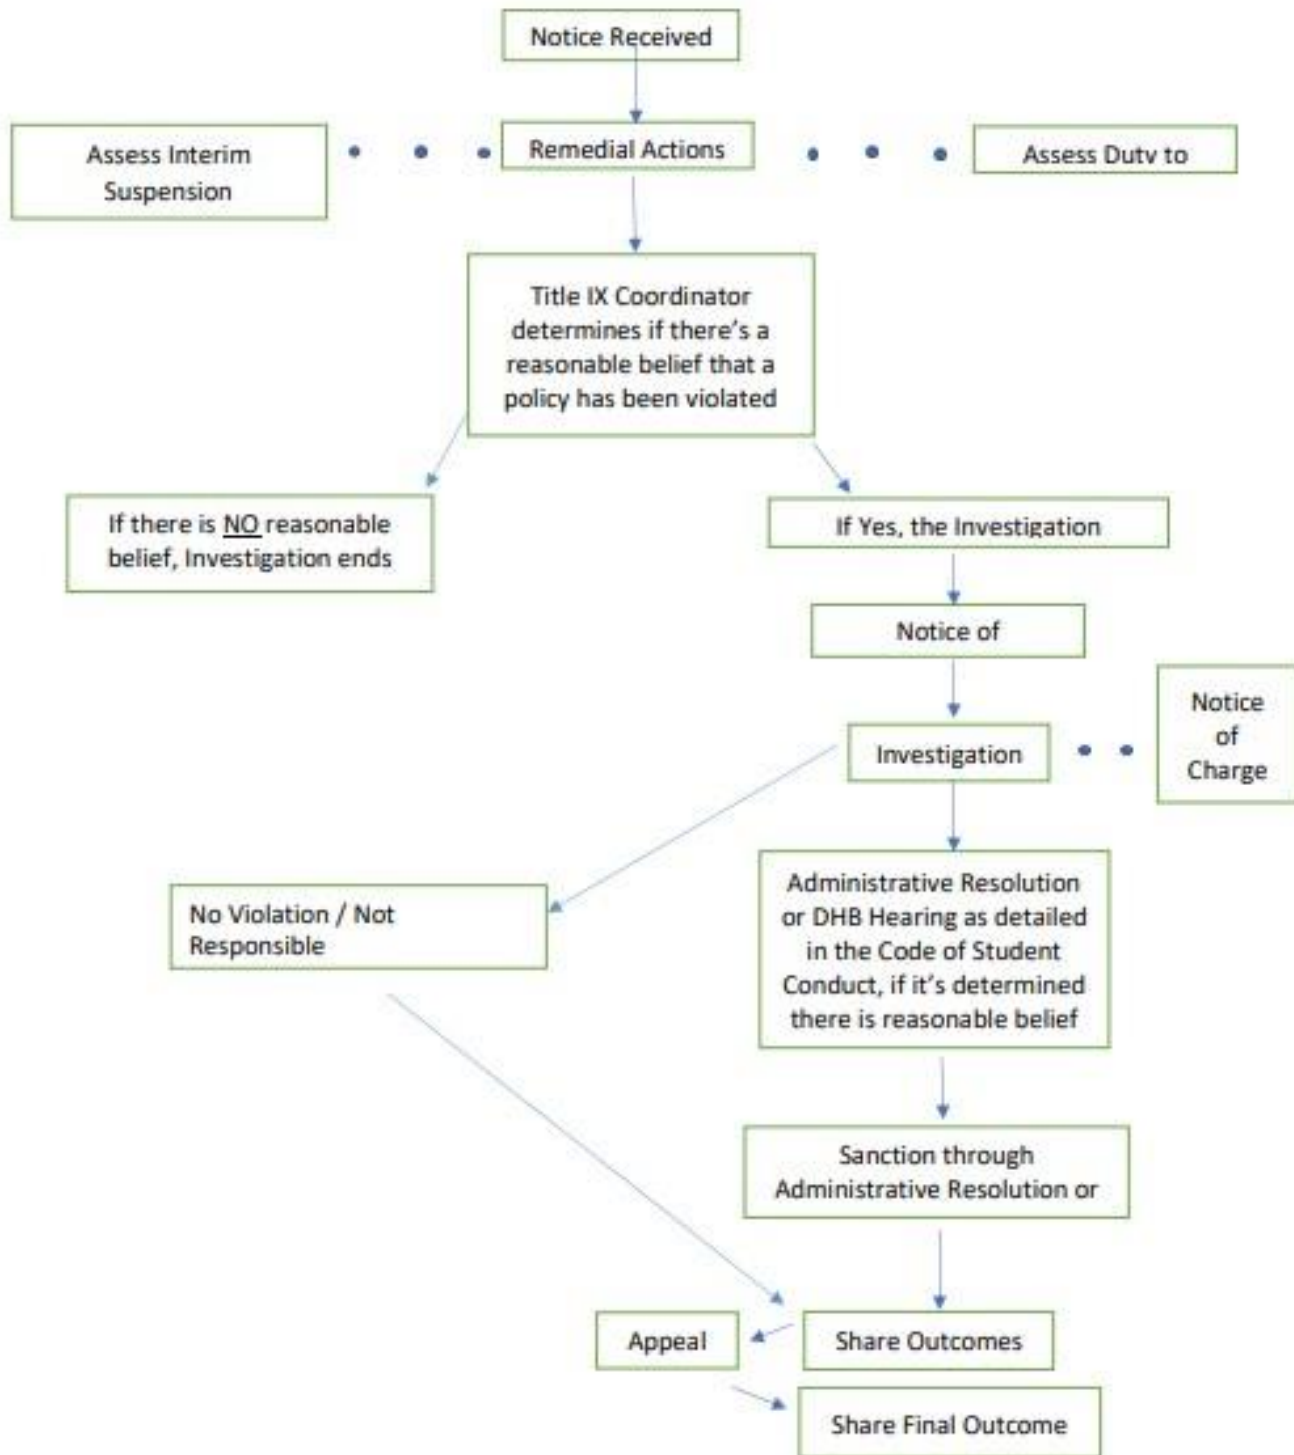 Notice Received
Remedial Actions
Assess Interim
Suspension
Assess Duty to
Title IX Coordinator
determines if there's a
reasonable belief that a
policy has been violated
If there is NO reasonable
belief, Investigation ends
If Yes, the Investigation
Notice of
Investigation
Notice
of
Charge
No Violation / Not
Responsible
Administrative Resolution
or DHB Hearing as detailed
in the Code of Student
Conduct, if it's determined
there is reasonable belief
Sanction through
Administrative Resolution or
Appeal
Share Outcomes
Share Final Outcome